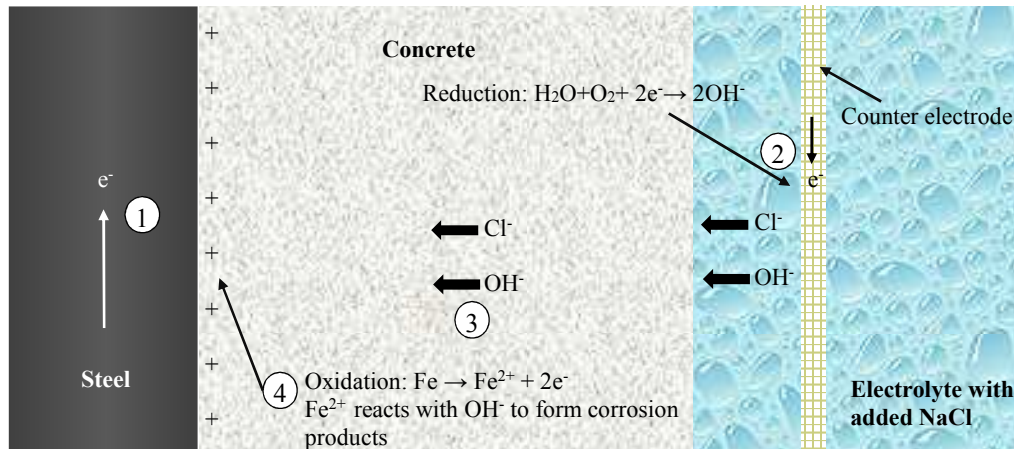 Concrete
Reduction: H₂O+O₂+ 2e⁻→ 2OH⁻
Counter electrode
2
e⁻
e⁻
1
Cl⁻
Cl⁻
OH⁻
OH⁻
3
Steel
4
Oxidation: Fe → Fe²⁺ + 2e⁻
Fe²⁺ reacts with OH⁻ to form corrosion
products
Electrolyte with
added NaCl
+
+
+
+
+
+
+
+